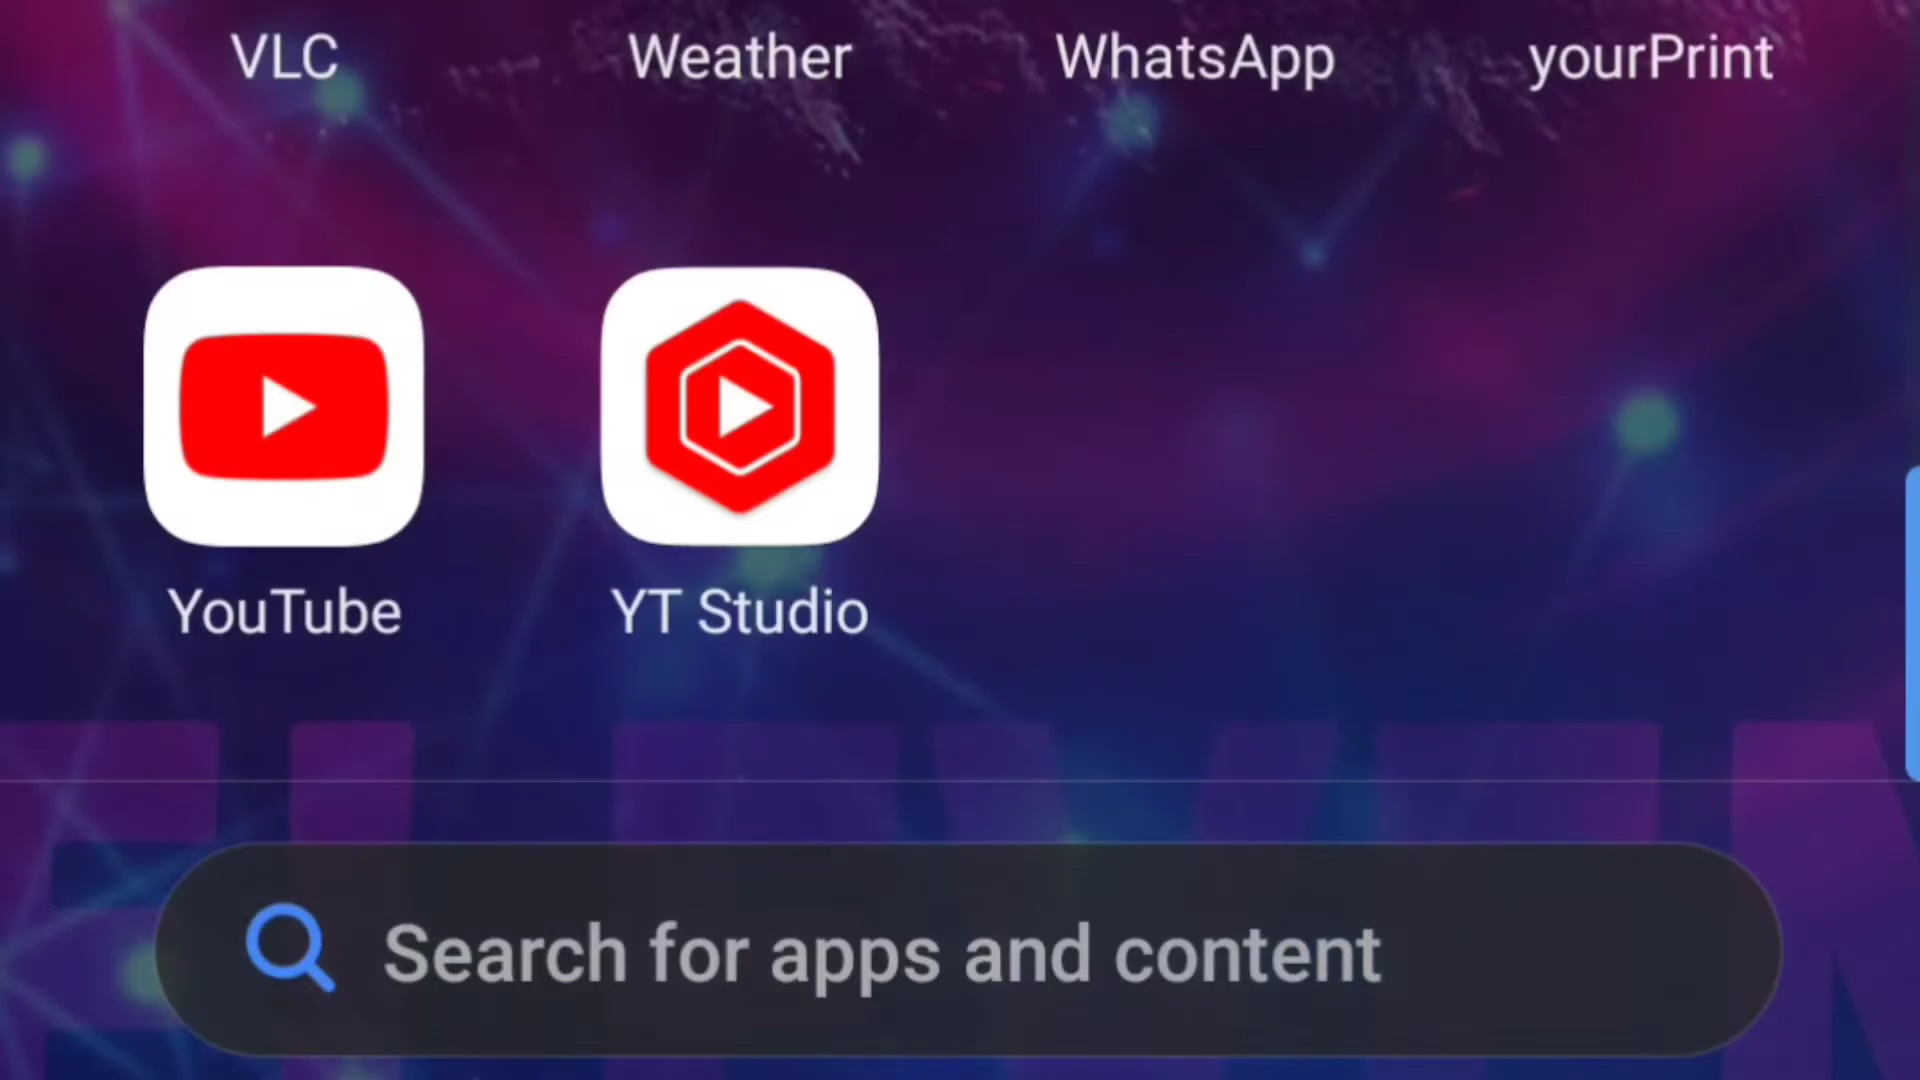 VLC
Weather
WhatsApp
yourPrint
YouTube
YT Studio
Search for apps and content